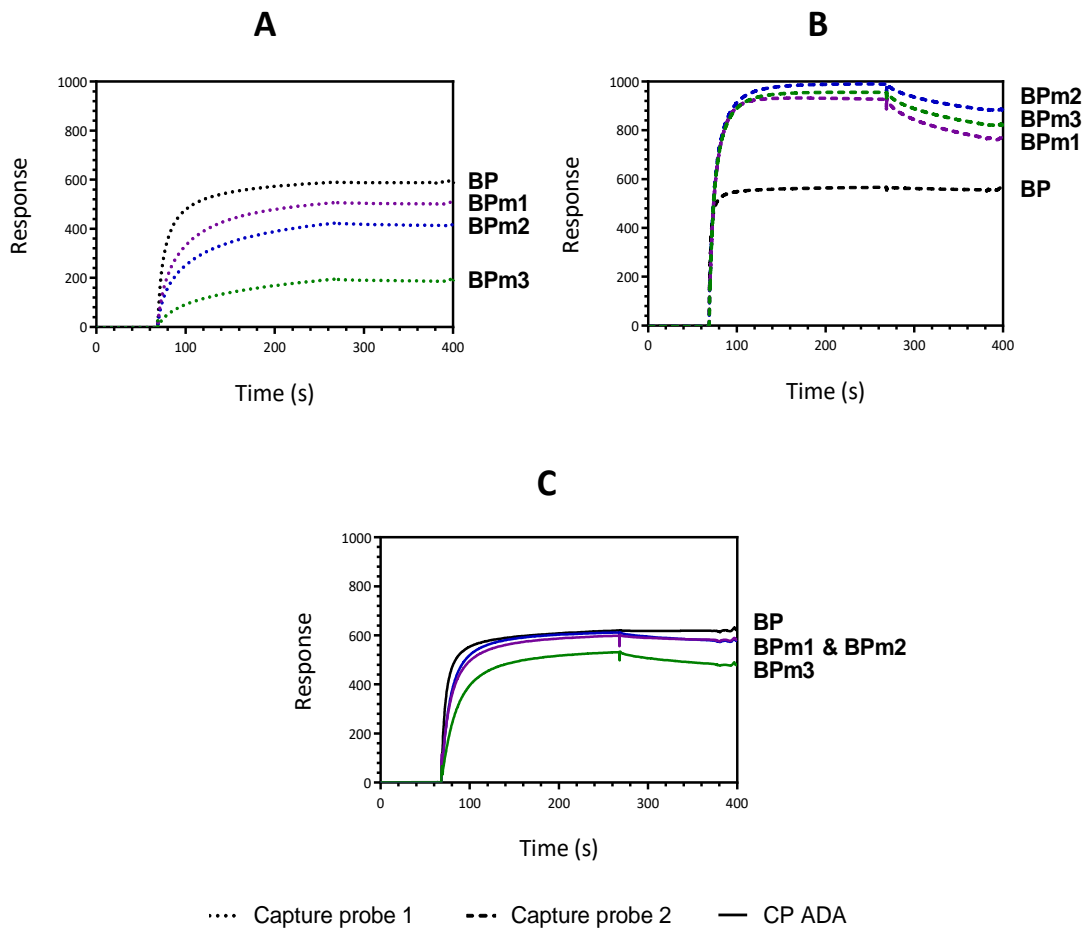 A
1000
800
600
400
200
0
Response
BP
BPm1
BPm2
BPm3
0 100 200 300 400
Time (s)
B
1000
800
600
400
200
0
Response
BPm2
BPm3
BPm1
BP
0 100 200 300 400
Time (s)
C
1000
800
600
400
200
0
Response
BP
BPm1 & BPm2
BPm3
0 100 200 300 400
Time (s)
Capture probe 1 Capture probe 2 CP ADA